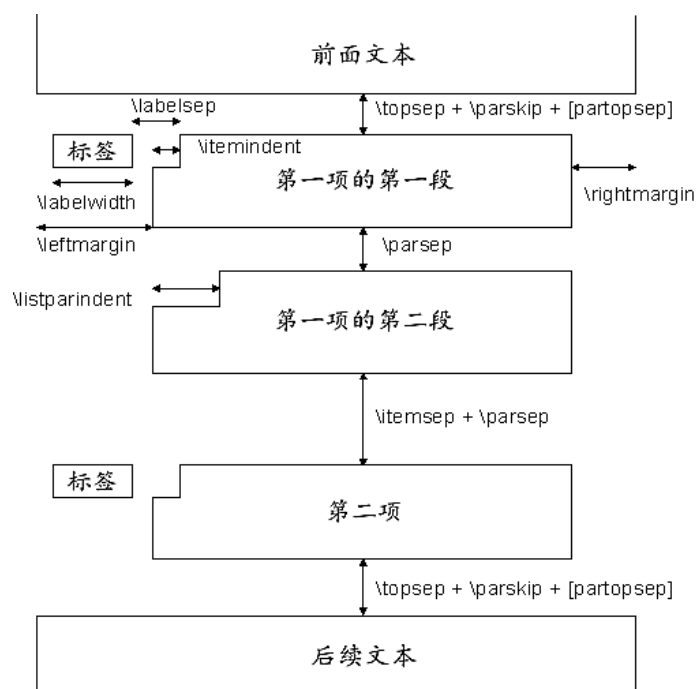 前面文本
\labelsep
\topsep + \parskip + [partopsep]
标签
\itemindent
第一项的第一段
\labelwidth
\rightmargin
\leftmargin
\parsep
\listparindent
第一项的第二段
\itemsep + \parsep
标签
第二项
\topsep + \parskip + [partopsep]
后续文本